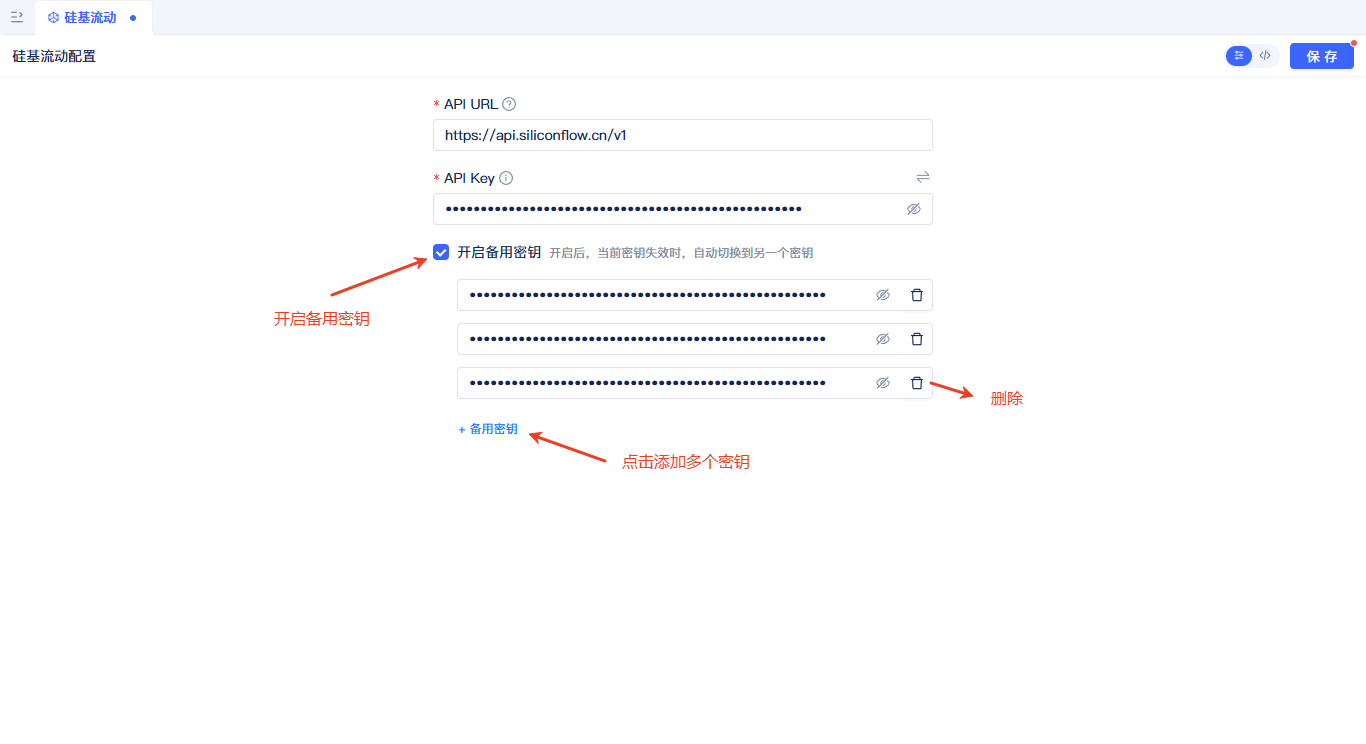 硅基流动
硅基流动配置
保 存
* API URL
https://api.siliconflow.cn/v1
* API Key
••••••••••••••••••••••••••••••••••••••••••••••••••••
开启备用密钥 开启后，当前密钥失效时，自动切换到另一个密钥
••••••••••••••••••••••••••••••••••••••••••••••••••••
开启备用密钥
••••••••••••••••••••••••••••••••••••••••••••••••••••
••••••••••••••••••••••••••••••••••••••••••••••••••••
删除
+ 备用密钥
点击添加多个密钥